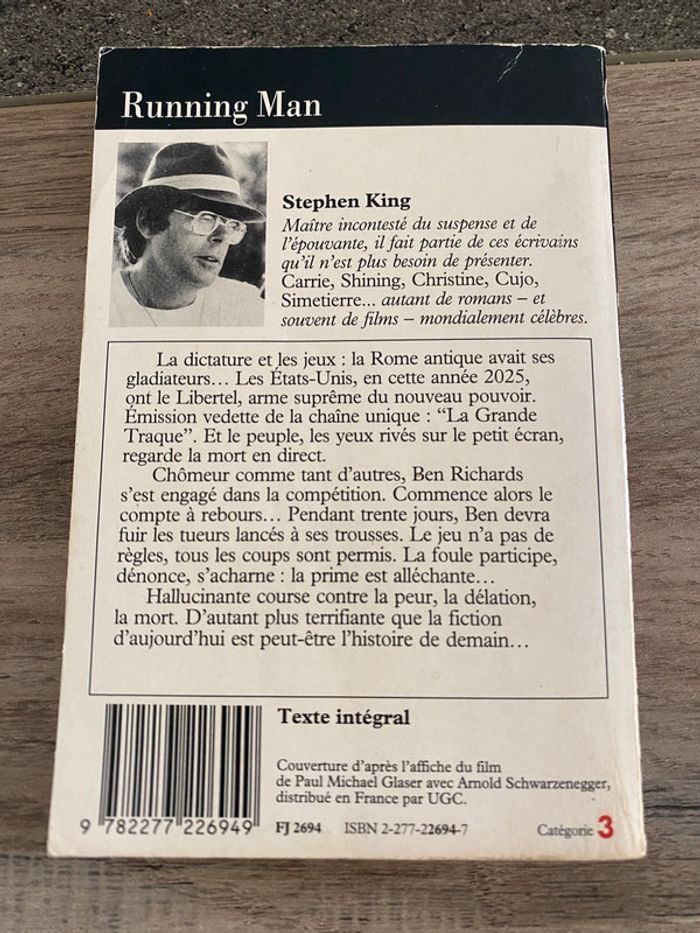 Running Man
Stephen King
Maître incontesté du suspense et de
l'épouvante, il fait partie de ces écrivains
qu'il n'est plus besoin de présenter.
Carrie, Shining, Christine, Cujo,
Simetierre... autant de romans – et
souvent de films – mondialement célèbres.
La dictature et les jeux : la Rome antique avait ses
gladiateurs... Les États-Unis, en cette année 2025,
ont le Libertel, arme suprême du nouveau pouvoir.
Émission vedette de la chaîne unique : “La Grande
Traque”. Et le peuple, les yeux rivés sur le petit écran,
regarde la mort en direct.
Chômeur comme tant d'autres, Ben Richards
s'est engagé dans la compétition. Commence alors le
compte à rebours... Pendant trente jours, Ben devra
fuir les tueurs lancés à ses trousses. Le jeu n'a pas de
règles, tous les coups sont permis. La foule participe,
dénonce, s'acharne : la prime est alléchante...
Hallucinante course contre la peur, la délation,
la mort. D'autant plus terrifiante que la fiction
d'aujourd'hui est peut-être l'histoire de demain...
Texte intégral
Couverture d'après l'affiche du film
de Paul Michael Glaser avec Arnold Schwarzenegger,
distribué en France par UGC.
9 782277 226949 FJ 2694 ISBN 2-277-22694-7 Catégorie 3